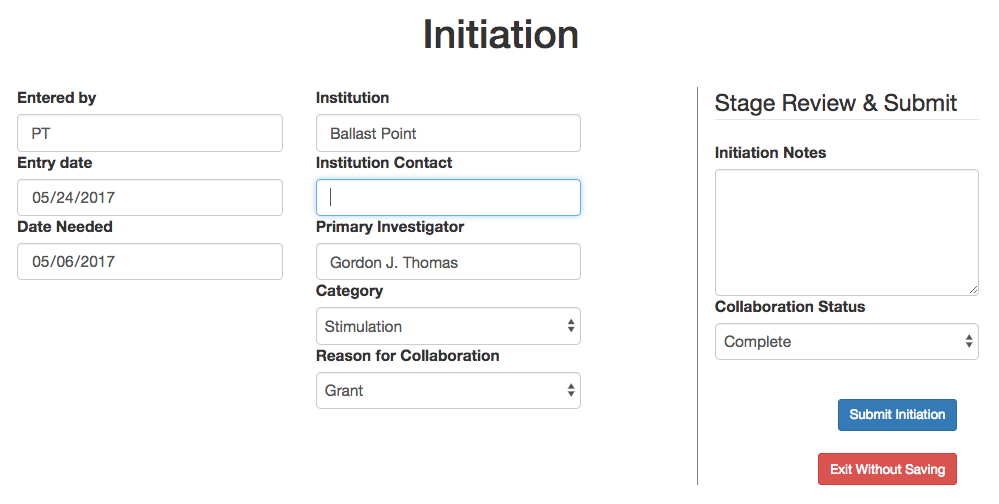 Initiation
Entered by
PT
Entry date
05/24/2017
Date Needed
05/06/2017
Institution
Ballast Point
Institution Contact
Primary Investigator
Gordon J. Thomas
Category
Stimulation
Reason for Collaboration
Grant
Stage Review & Submit
Initiation Notes
Collaboration Status
Complete
Submit Initiation
Exit Without Saving